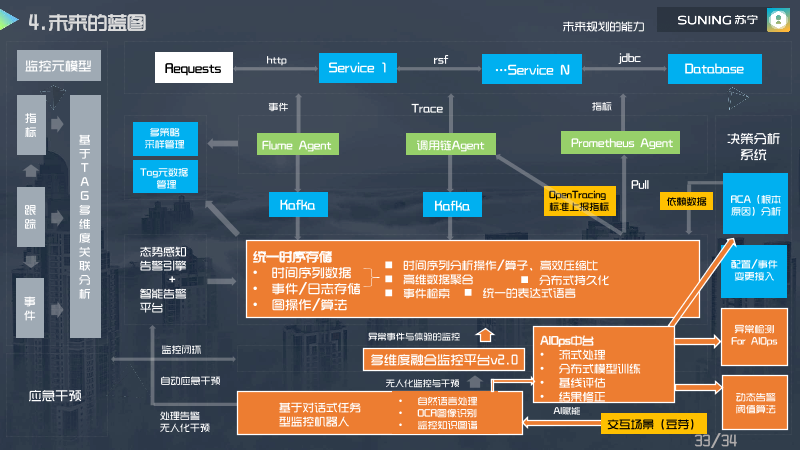 4.未来的蓝图
未来规划的能力
SUNING 苏宁
监控元模型
Requests
http
Service 1
rsf
…Service N
jdbc
Database
事件
Trace
指标
指标
跟踪
事件
基于TAG多维度关联分析
多策略
采样管理
Tag元数据
管理
Flume Agent
调用链Agent
Prometheus Agent
决策分析
系统
Kafka
Kafka
OpenTracing
标准上报指标
Pull
依赖数据
RCA（根本
原因）分析
态势感知
告警引擎
+
智能告警
平台
统一时序存储
• 时间序列数据
• 事件/日志存储
• 图操作/算法
■ 时间序列分析操作/算子、高效压缩比
■ 高维数据聚合 ■ 分布式持久化
■ 事件检索 ■ 统一的表达式语言
配置/事件
变更接入
异常事件与体验的监控
监控闭环
多维度融合监控平台v2.0
AIOps中台
• 流式处理
• 分布式模型训练
• 基线评估
• 结果修正
异常检测
For AIOps
自动应急干预
无人化监控与干预
应急干预
处理告警
无人化干预
基于对话式任务
型监控机器人
• 自然语言处理
• OCR图像识别
• 监控知识图谱
AI赋能
交互场景（豆芽）
动态告警
阈值算法
33/34